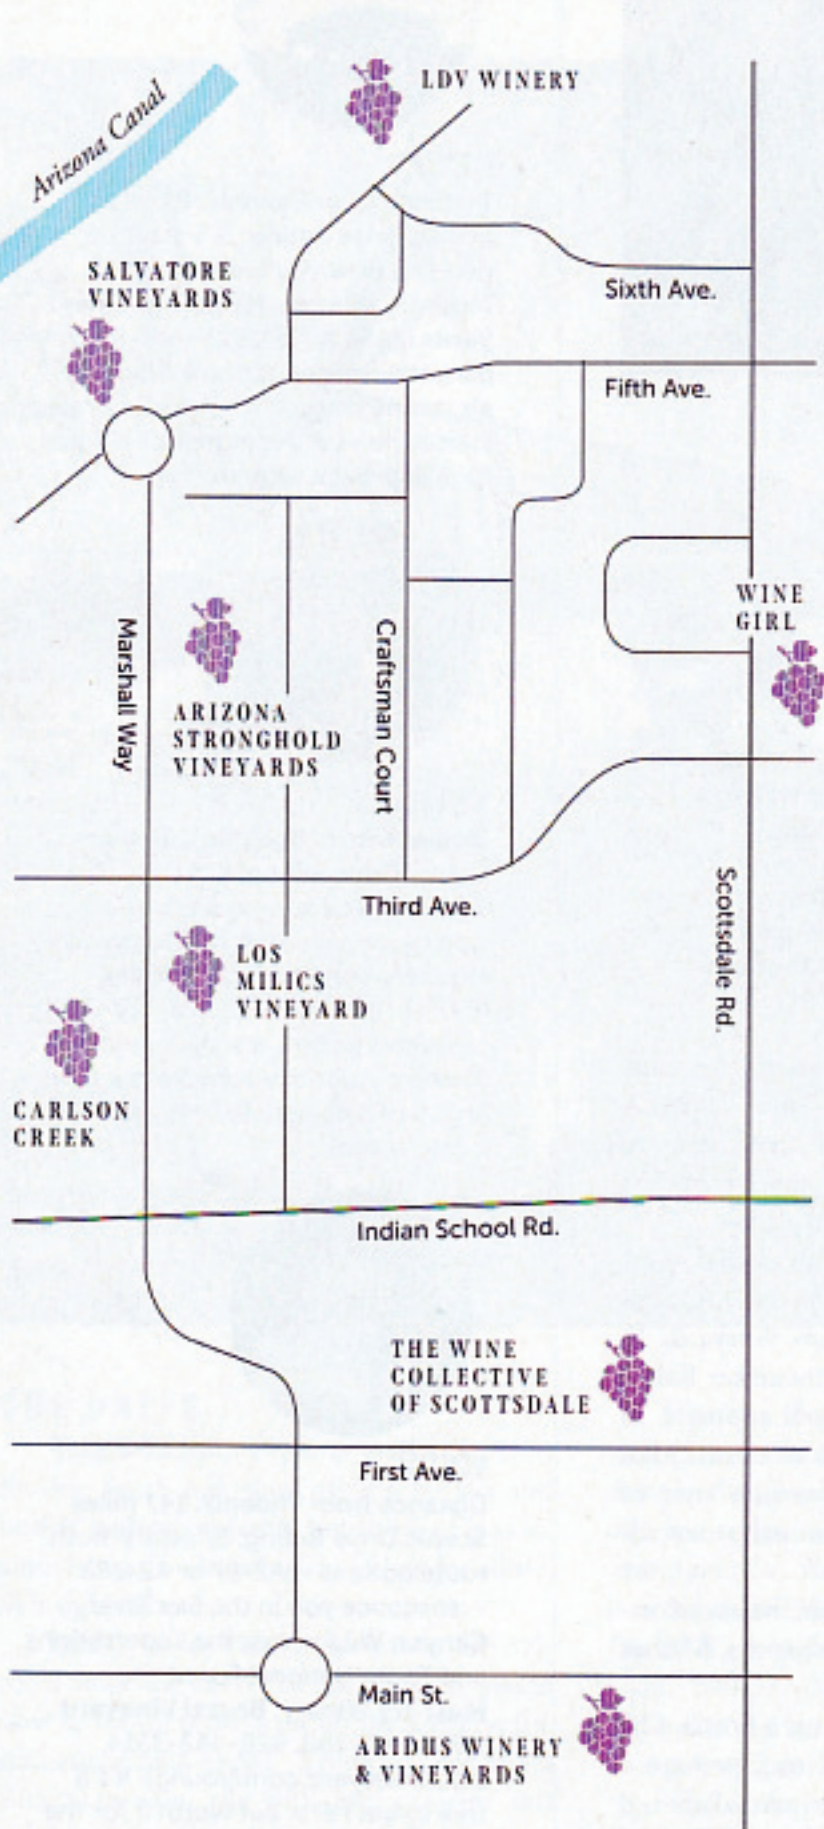 LDV WINERY
Arizona Canal
SALVATORE
VINEYARDS
Sixth Ave.
Fifth Ave.
WINE
GIRL
Marshall Way
Craftsman Court
ARIZONA
STRONGHOLD
VINEYARDS
Scottsdale Rd.
Third Ave.
LOS
MILICS
VINEYARD
CARLSON
CREEK
Indian School Rd.
THE WINE
COLLECTIVE
OF SCOTTSDALE
First Ave.
Main St.
ARIDUS WINERY
& VINEYARDS